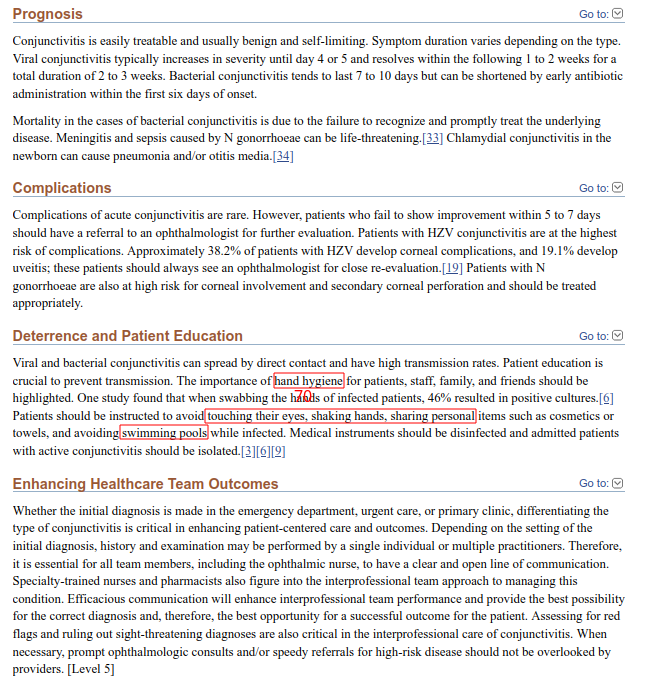 Prognosis Go to:
Conjunctivitis is easily treatable and usually benign and self-limiting. Symptom duration varies depending on the type.
Viral conjunctivitis typically increases in severity until day 4 or 5 and resolves within the following 1 to 2 weeks for a
total duration of 2 to 3 weeks. Bacterial conjunctivitis tends to last 7 to 10 days but can be shortened by early antibiotic
administration within the first six days of onset.
Mortality in the cases of bacterial conjunctivitis is due to the failure to recognize and promptly treat the underlying
disease. Meningitis and sepsis caused by N gonorrhoeae can be life-threatening.[33] Chlamydial conjunctivitis in the
newborn can cause pneumonia and/or otitis media.[34]
Complications Go to:
Complications of acute conjunctivitis are rare. However, patients who fail to show improvement within 5 to 7 days
should have a referral to an ophthalmologist for further evaluation. Patients with HZV conjunctivitis are at the highest
risk of complications. Approximately 38.2% of patients with HZV develop corneal complications, and 19.1% develop
uveitis; these patients should always see an ophthalmologist for close re-evaluation.[19] Patients with N
gonorrhoeae are also at high risk for corneal involvement and secondary corneal perforation and should be treated
appropriately.
Deterrence and Patient Education Go to:
Viral and bacterial conjunctivitis can spread by direct contact and have high transmission rates. Patient education is
crucial to prevent transmission. The importance of hand hygiene for patients, staff, family, and friends should be
70
highlighted. One study found that when swabbing the hands of infected patients, 46% resulted in positive cultures.[6]
Patients should be instructed to avoid touching their eyes, shaking hands, sharing personal items such as cosmetics or
towels, and avoiding swimming pools while infected. Medical instruments should be disinfected and admitted patients
with active conjunctivitis should be isolated.[3][6][9]
Enhancing Healthcare Team Outcomes Go to:
Whether the initial diagnosis is made in the emergency department, urgent care, or primary clinic, differentiating the
type of conjunctivitis is critical in enhancing patient-centered care and outcomes. Depending on the setting of the
initial diagnosis, history and examination may be performed by a single individual or multiple practitioners. Therefore,
it is essential for all team members, including the ophthalmic nurse, to have a clear and open line of communication.
Specialty-trained nurses and pharmacists also figure into the interprofessional team approach to managing this
condition. Efficacious communication will enhance interprofessional team performance and provide the best possibility
for the correct diagnosis and, therefore, the best opportunity for a successful outcome for the patient. Assessing for red
flags and ruling out sight-threatening diagnoses are also critical in the interprofessional care of conjunctivitis. When
necessary, prompt ophthalmologic consults and/or speedy referrals for high-risk disease should not be overlooked by
providers. [Level 5]